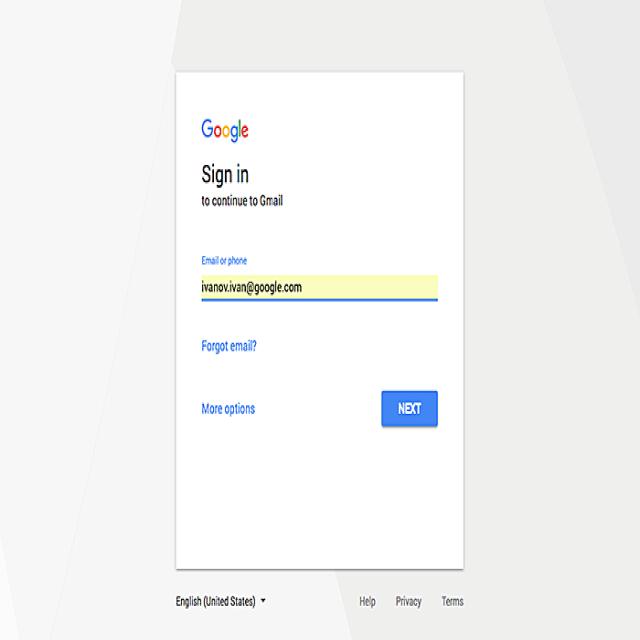 Google
Sign in
to continue to Gmail
Email or phone
ivanov.ivan@google.com
Forgot email?
More options
NEXT
English (United States)
Help Privacy Terms